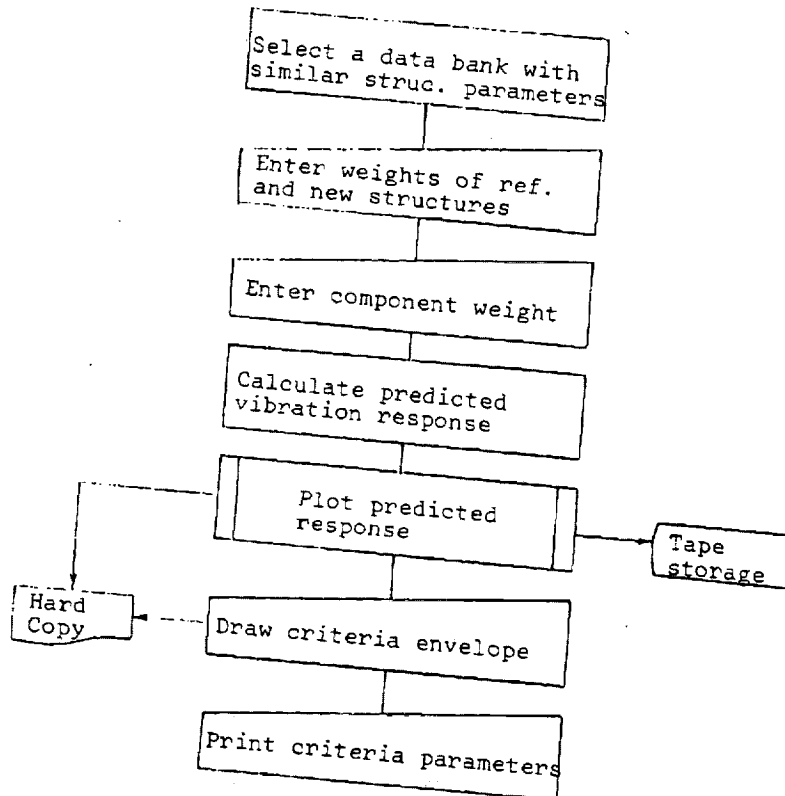 Select a data bank with
similar struc. parameters
Enter weights of ref.
and new structures
Enter component weight
Calculate predicted
vibration response
Plot predicted
response
Tape
storage
Hard
Copy
Draw criteria envelope
Print criteria parameters